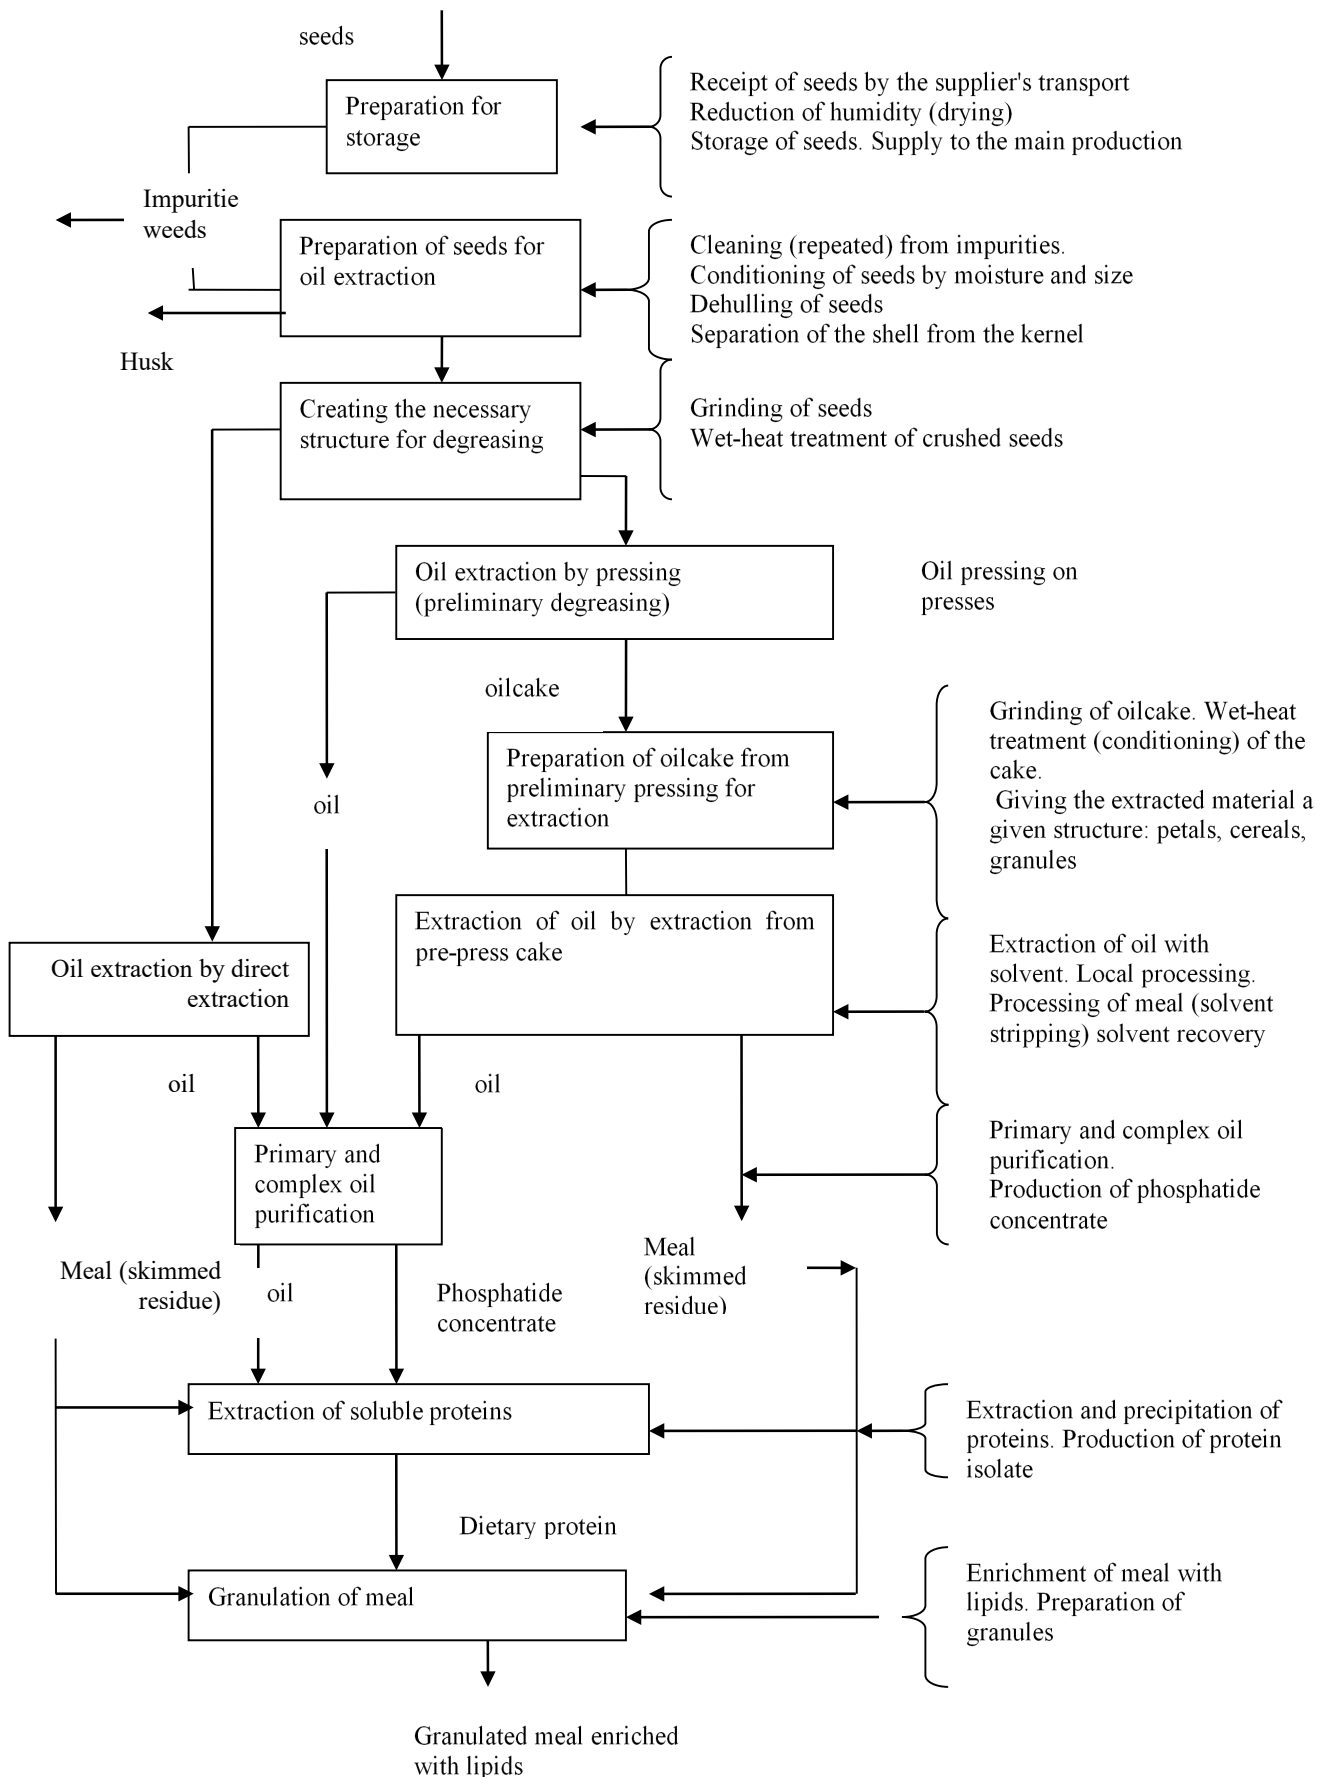 seeds
Preparation for
storage
Receipt of seeds by the supplier's transport
Reduction of humidity (drying)
Storage of seeds. Supply to the main production
Impuritie
weeds
Preparation of seeds for
oil extraction
Cleaning (repeated) from impurities.
Conditioning of seeds by moisture and size
Dehulling of seeds
Separation of the shell from the kernel
Husk
Creating the necessary
structure for degreasing
Grinding of seeds
Wet-heat treatment of crushed seeds
Oil extraction by pressing
(preliminary degreasing)
Oil pressing on
presses
oilcake
Preparation of oilcake from
preliminary pressing for
extraction
Grinding of oilcake. Wet-heat
treatment (conditioning) of the
cake.
Giving the extracted material a
given structure: petals, cereals,
granules
oil
Extraction of oil by extraction from
pre-press cake
Extraction of oil with
solvent. Local processing.
Processing of meal (solvent
stripping) solvent recovery
Oil extraction by direct
extraction
oil
oil
Primary and
complex oil
purification
Primary and complex oil
purification.
Production of phosphatide
concentrate
Meal (skimmed
residue)
oil
Phosphatide
concentrate
Meal
(skimmed
residue)
Extraction of soluble proteins
Extraction and precipitation of
proteins. Production of protein
isolate
Dietary protein
Granulation of meal
Enrichment of meal with
lipids. Preparation of
granules
Granulated meal enriched
with lipids